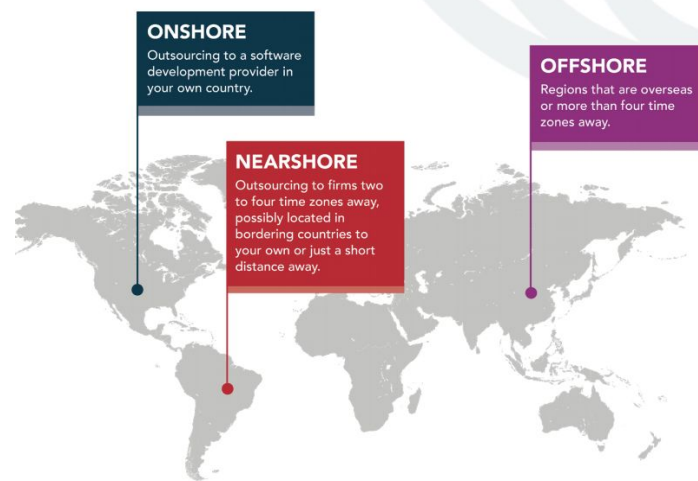 ONSHORE
Outsourcing to a software
development provider in
your own country.
OFFSHORE
Regions that are overseas
or more than four time
zones away.
NEARSHORE
Outsourcing to firms two
to four time zones away,
possibly located in
bordering countries to
your own or just a short
distance away.